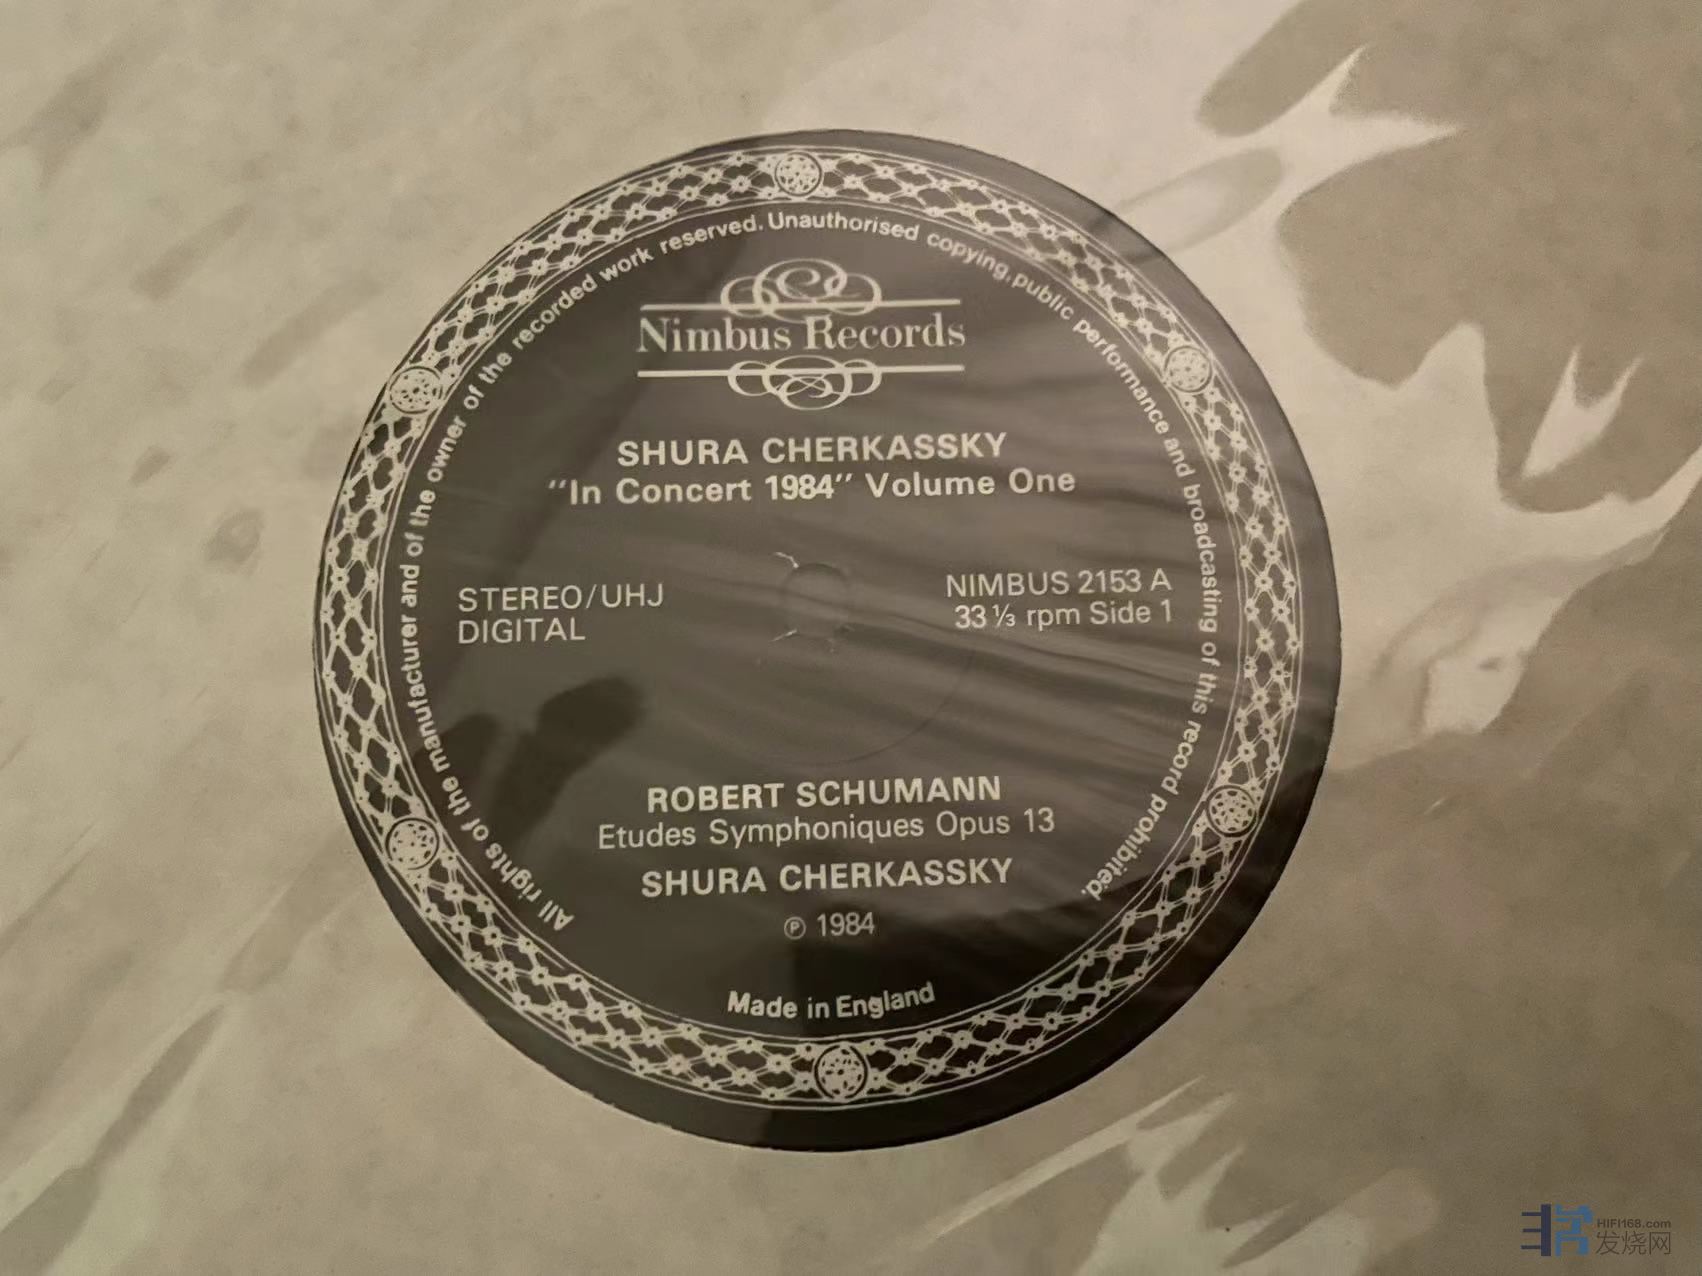 All rights of the manufacturer and of the owner of the recorded work reserved. Unauthorised copying, public performance and broadcasting of this record prohibited.
Nimbus Records
SHURA CHERKASSKY
“In Concert 1984” Volume One
STEREO/UHJ
DIGITAL
NIMBUS 2153 A
33⅓ rpm Side 1
ROBERT SCHUMANN
Etudes Symphoniques Opus 13
SHURA CHERKASSKY
℗ 1984
Made in England
HIFI168.com
发烧网